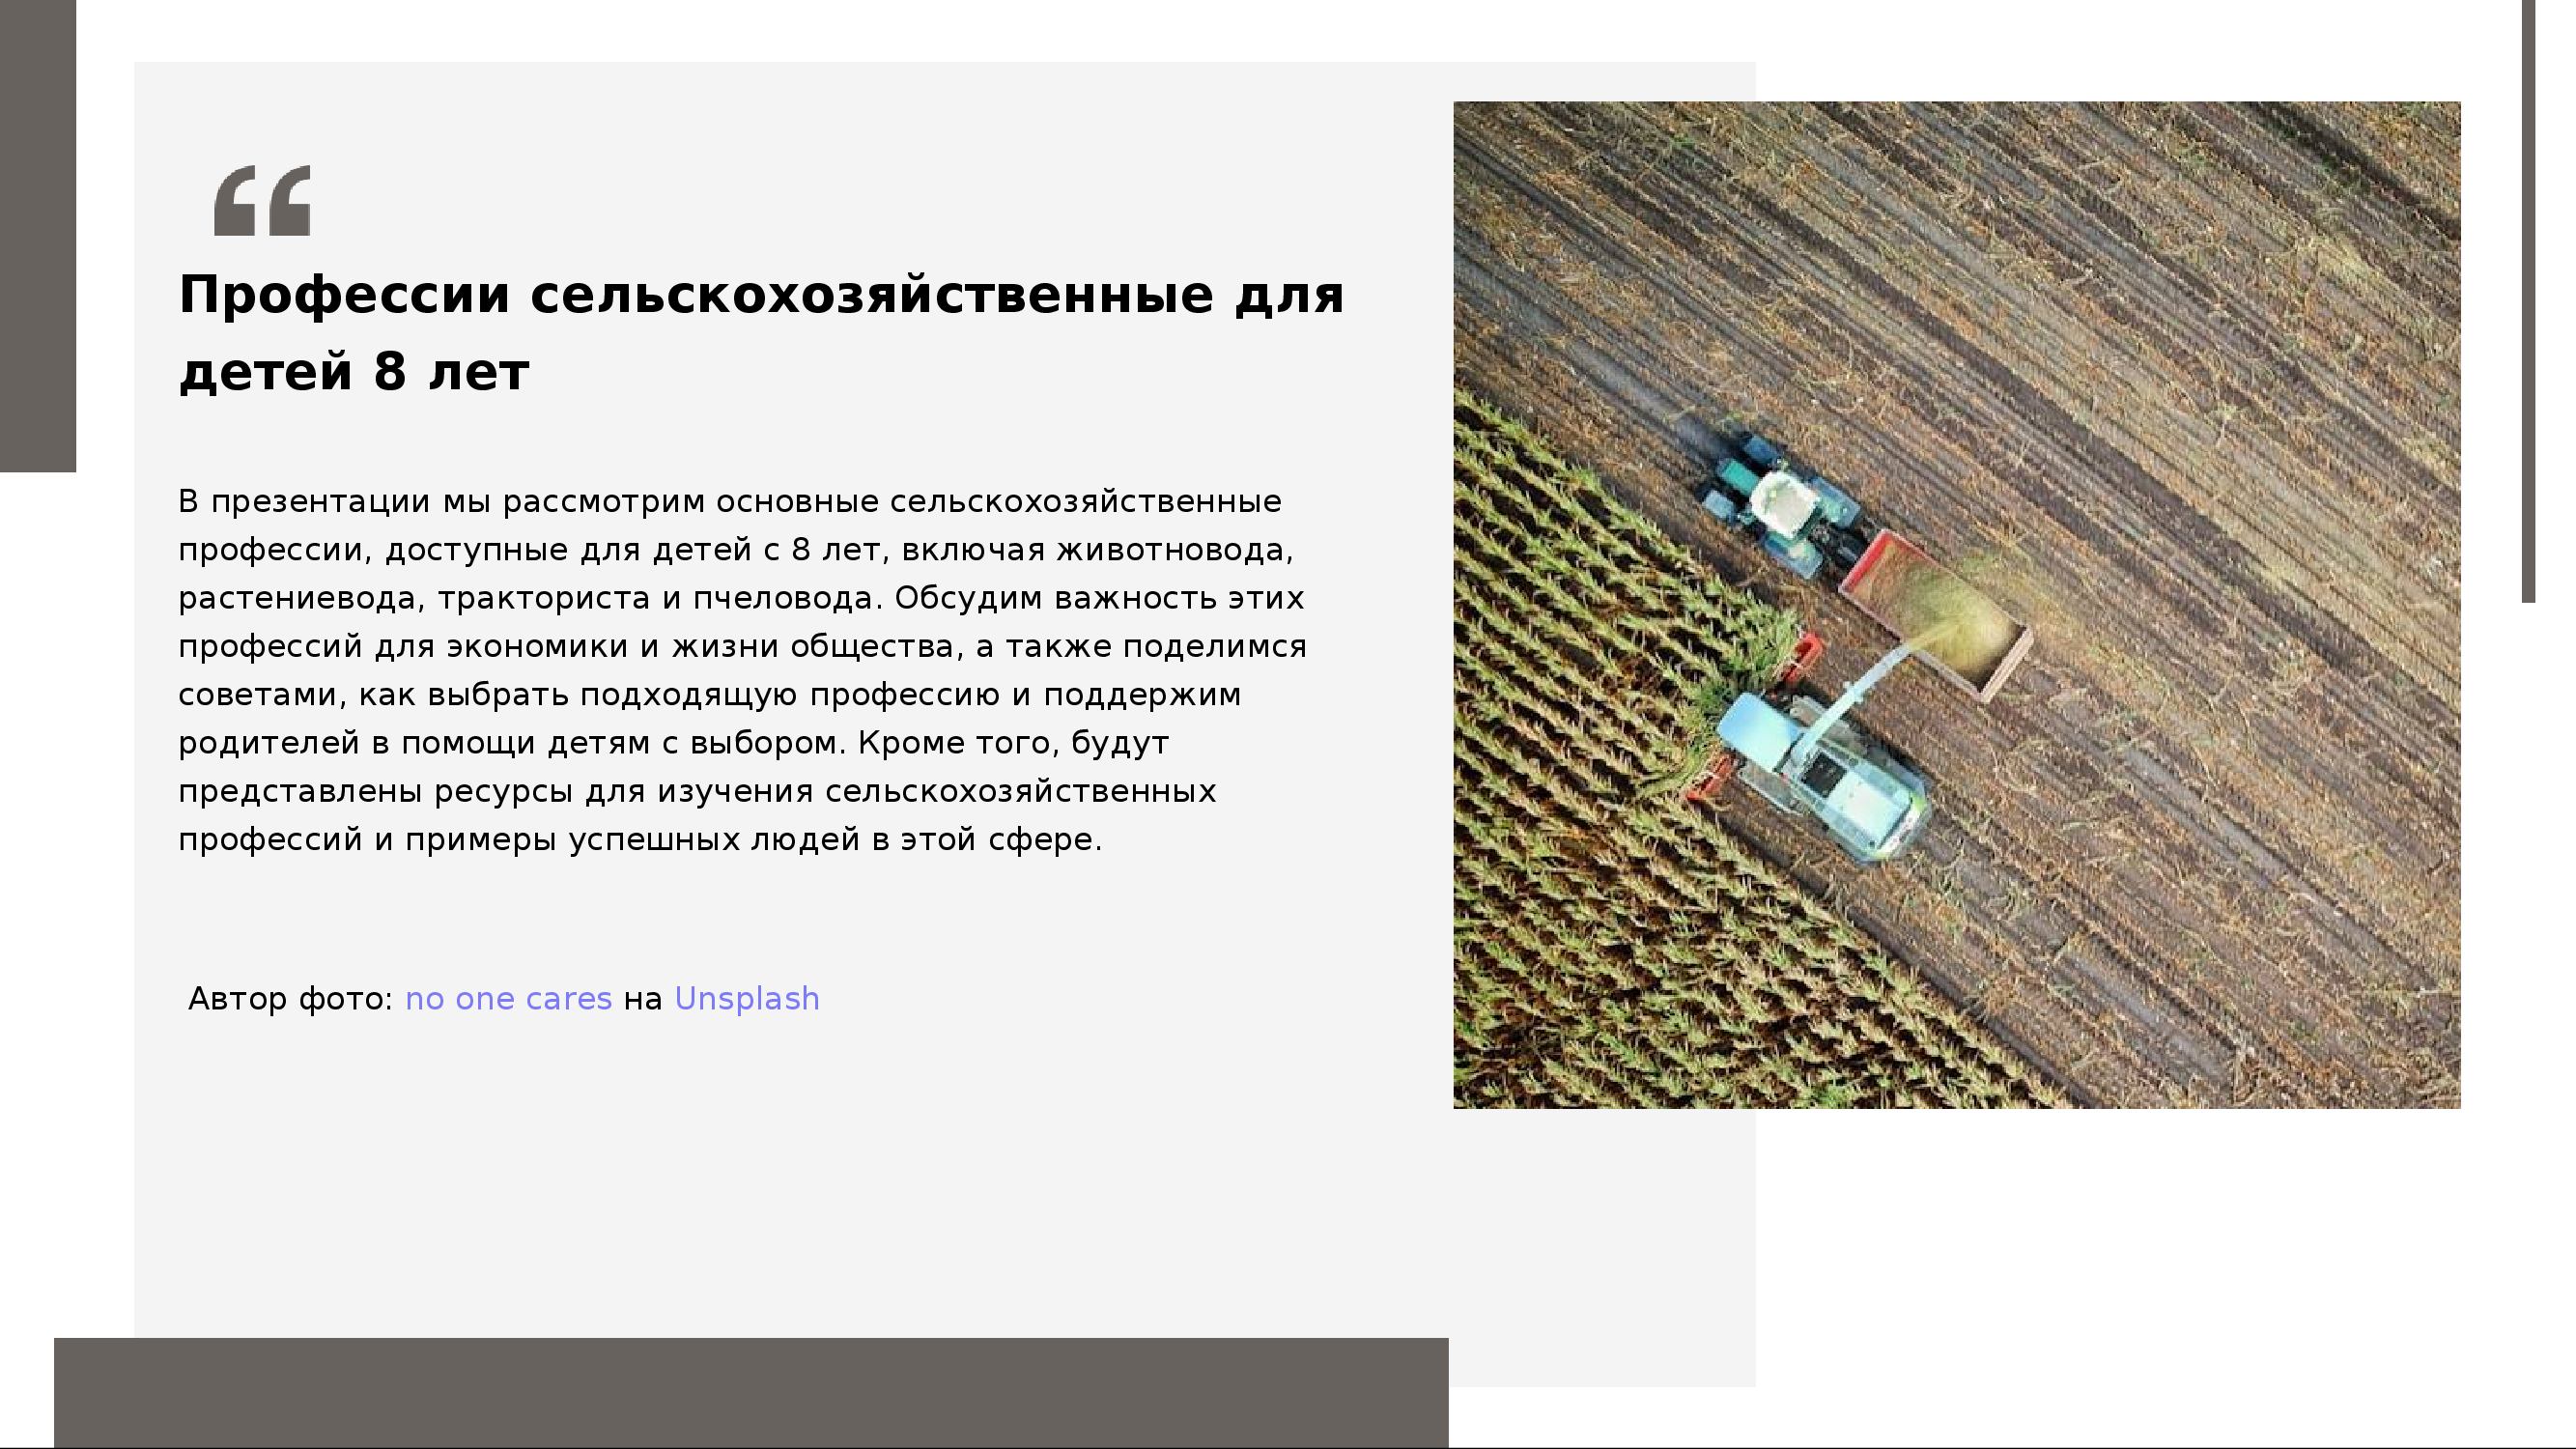 “
Профессии сельскохозяйственные для
детей 8 лет
В презентации мы рассмотрим основные сельскохозяйственные
профессии, доступные для детей с 8 лет, включая животновода,
растениевода, тракториста и пчеловода. Обсудим важность этих
профессий для экономики и жизни общества, а также поделимся
советами, как выбрать подходящую профессию и поддержим
родителей в помощи детям с выбором. Кроме того, будут
представлены ресурсы для изучения сельскохозяйственных
профессий и примеры успешных людей в этой сфере.
Автор фото: no one cares на Unsplash